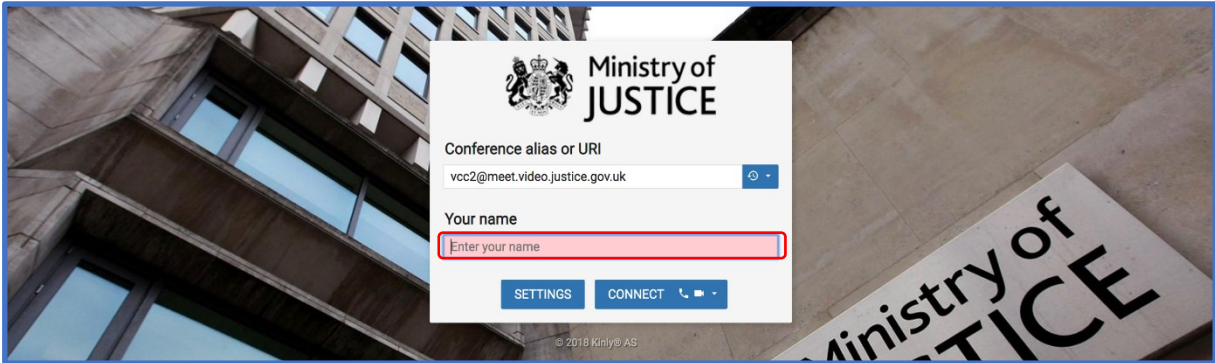 Ministry of
JUSTICE
Conference alias or URI
vcc2@meet.video.justice.gov.uk
Your name
Enter your name
SETTINGS
CONNECT
© 2018 Kinly® AS
Ministry of
JUSTICE